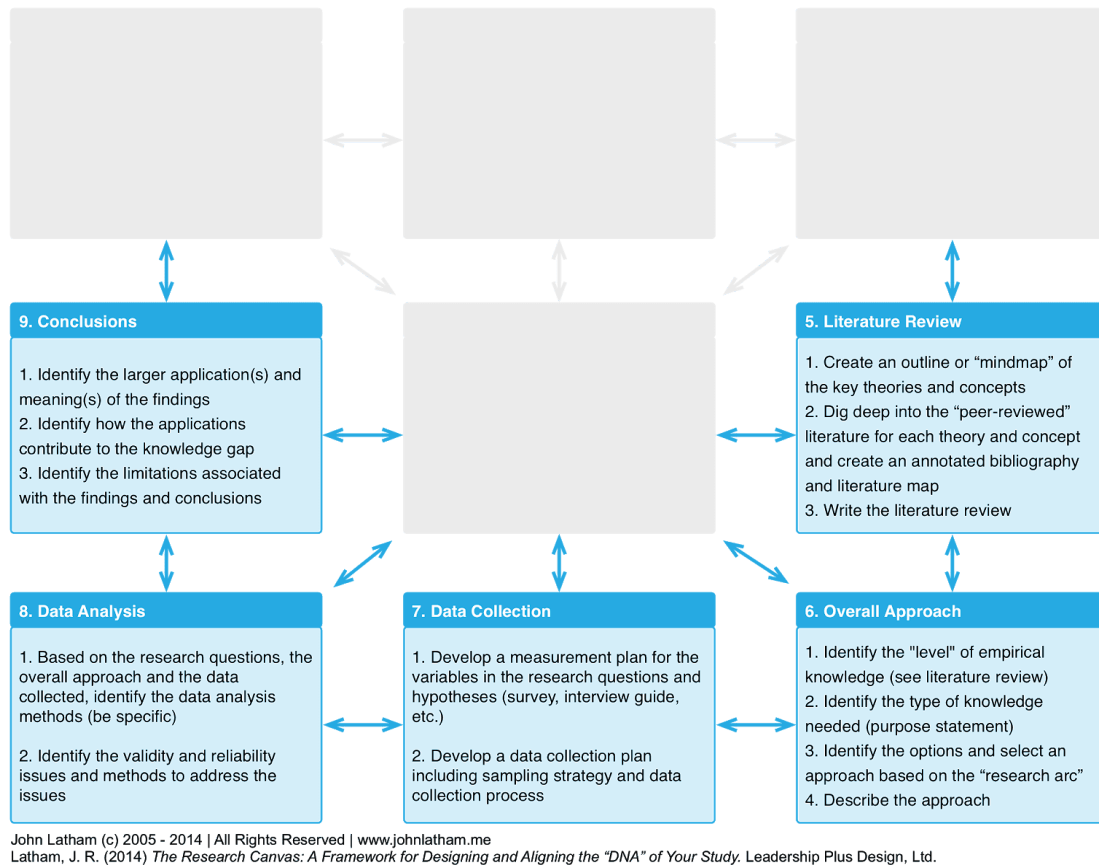 9. Conclusions
1. Identify the larger application(s) and
meaning(s) of the findings
2. Identify how the applications
contribute to the knowledge gap
3. Identify the limitations associated
with the findings and conclusions
5. Literature Review
1. Create an outline or “mindmap” of
the key theories and concepts
2. Dig deep into the “peer-reviewed”
literature for each theory and concept
and create an annotated bibliography
and literature map
3. Write the literature review
8. Data Analysis
1. Based on the research questions, the
overall approach and the data
collected, identify the data analysis
methods (be specific)
2. Identify the validity and reliability
issues and methods to address the
issues
7. Data Collection
1. Develop a measurement plan for the
variables in the research questions and
hypotheses (survey, interview guide,
etc.)
2. Develop a data collection plan
including sampling strategy and data
collection process
6. Overall Approach
1. Identify the "level" of empirical
knowledge (see literature review)
2. Identify the type of knowledge
needed (purpose statement)
3. Identify the options and select an
approach based on the “research arc”
4. Describe the approach
John Latham (c) 2005 - 2014 | All Rights Reserved | www.johnlatham.me
Latham, J. R. (2014) The Research Canvas: A Framework for Designing and Aligning the “DNA” of Your Study. Leadership Plus Design, Ltd.